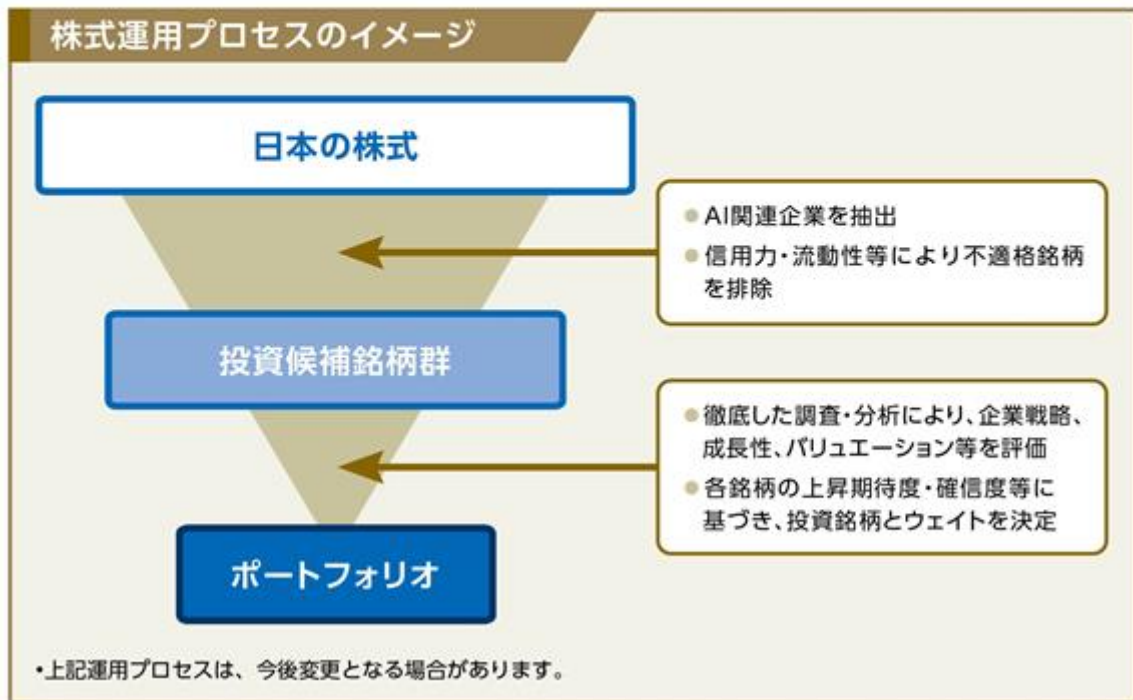 株式運用プロセスのイメージ
日本の株式
●AI関連企業を抽出
●信用力・流動性等により不適格銘柄
を排除
投資候補銘柄群
●徹底した調査・分析により、企業戦略、
成長性、バリュエーション等を評価
●各銘柄の上昇期待度・確信度等に
基づき、投資銘柄とウェイトを決定
ポートフォリオ
•上記運用プロセスは、今後変更となる場合があります。